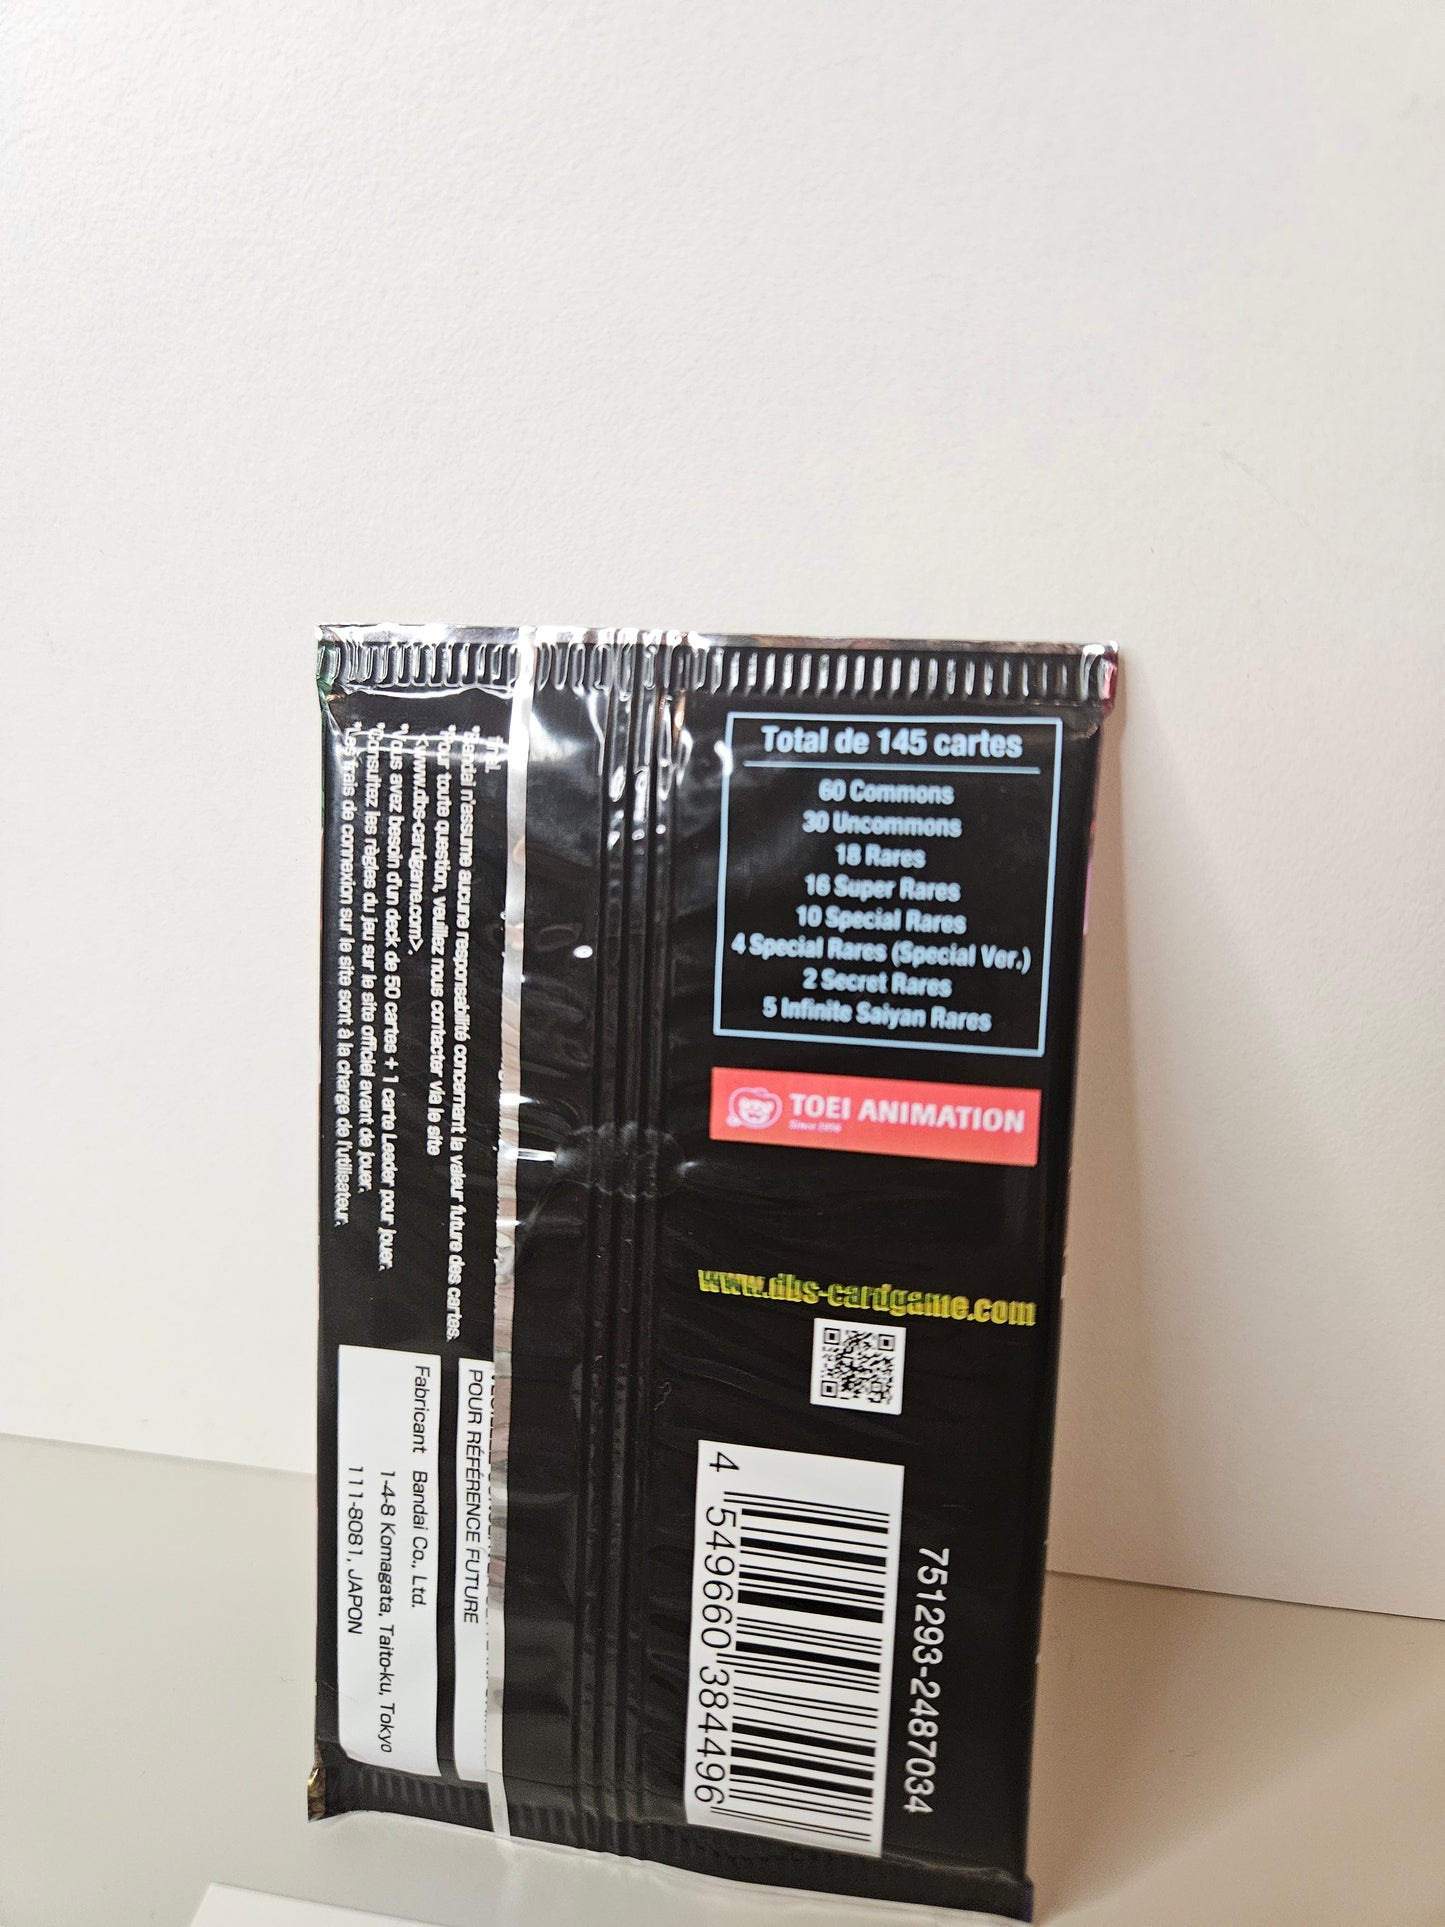 Total de 145 cartes
60 Commons
30 Uncommons
18 Rares
16 Super Rares
10 Special Rares
4 Special Rares (Special Ver.)
2 Secret Rares
5 Infinite Saiyan Rares
TOEI ANIMATION
Since 1956
www.dbs-cardgame.com
751293-2487034
4 549660 384496
*Bandai n'assume aucune responsabilité concernant la valeur future des cartes.
*Pour toute question, veuillez nous contacter via le site
<www.dbs-cardgame.com>.
*Vous avez besoin d'un deck de 50 cartes + 1 carte Leader pour jouer.
*Consultez les règles du jeu sur le site officiel avant de jouer.
*Les frais de connexion sur le site sont à la charge de l'utilisateur.
POUR RÉFÉRENCE FUTURE
Fabricant Bandai Co., Ltd.
1-4-8 Komagata, Taito-ku, Tokyo
111-8081, JAPON